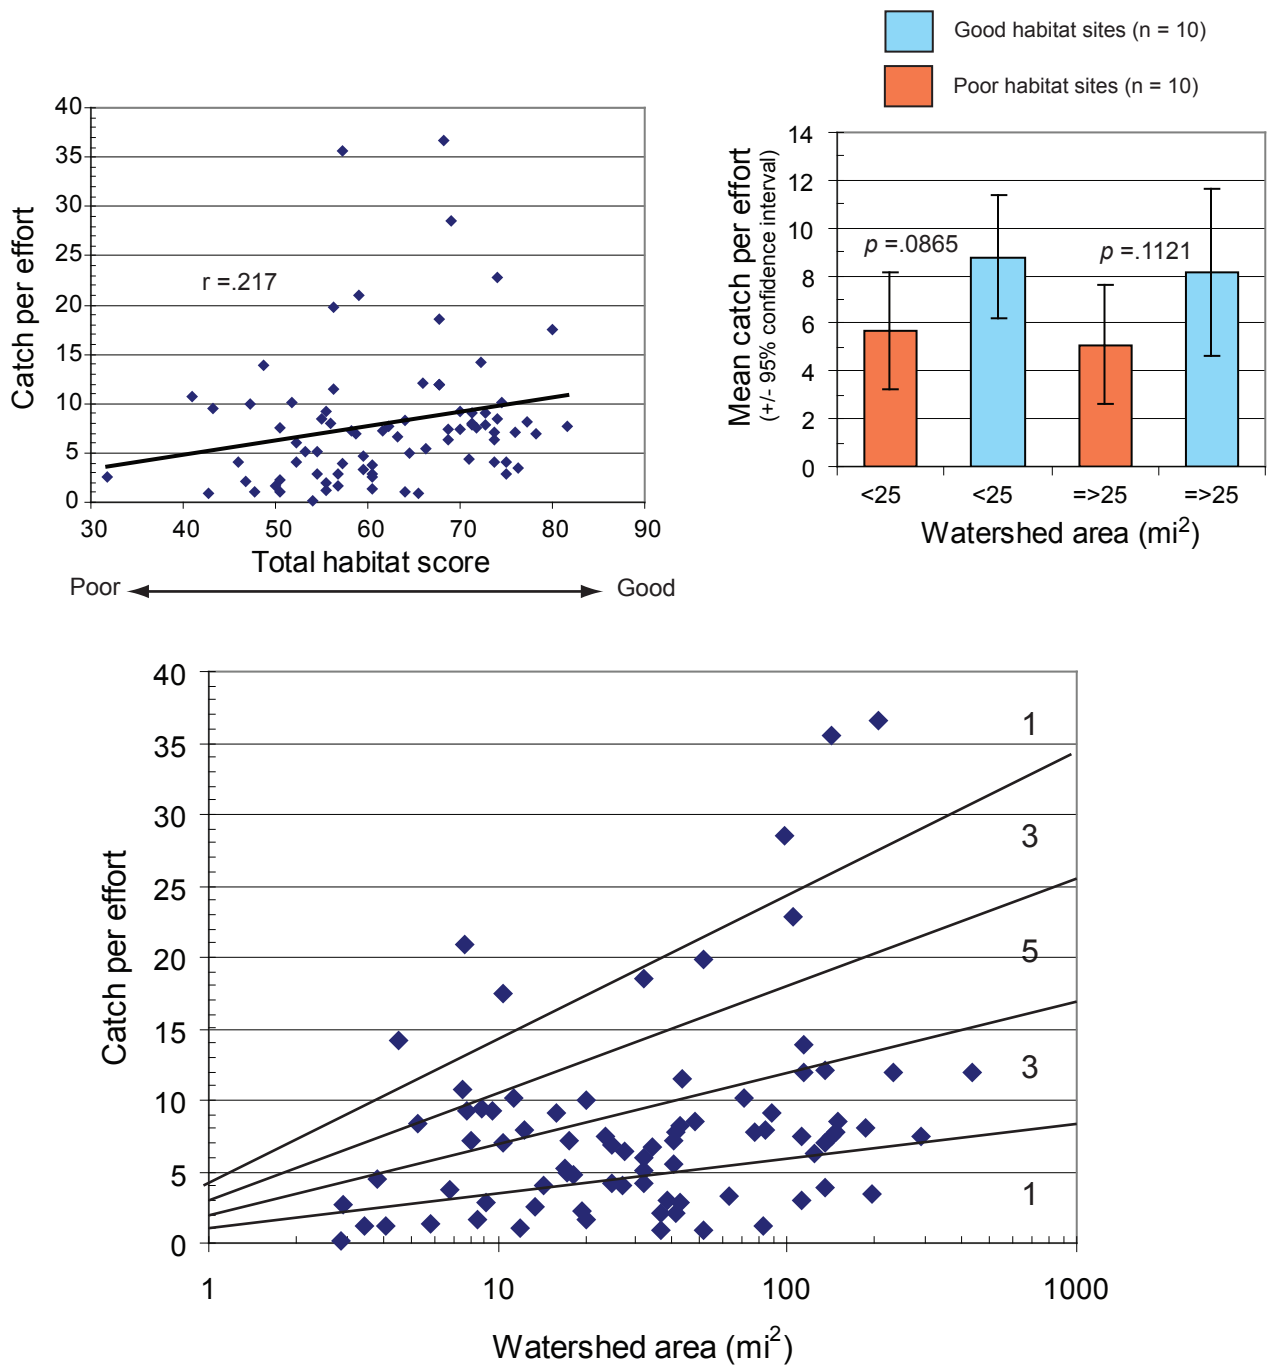 Good habitat sites (n = 10)
Poor habitat sites (n = 10)
Catch per effort
40
35
30
25
20
15
10
5
0
r =.217
30 40 50 60 70 80 90
Total habitat score
Poor Good
Mean catch per effort
(+/- 95% confidence interval)
14
12
10
8
6
4
2
0
p =.0865
p =.1121
<25 <25 =>25 =>25
Watershed area (mi²)
Catch per effort
40
35
30
25
20
15
10
5
0
1
3
5
3
1
1 10 100 1000
Watershed area (mi²)